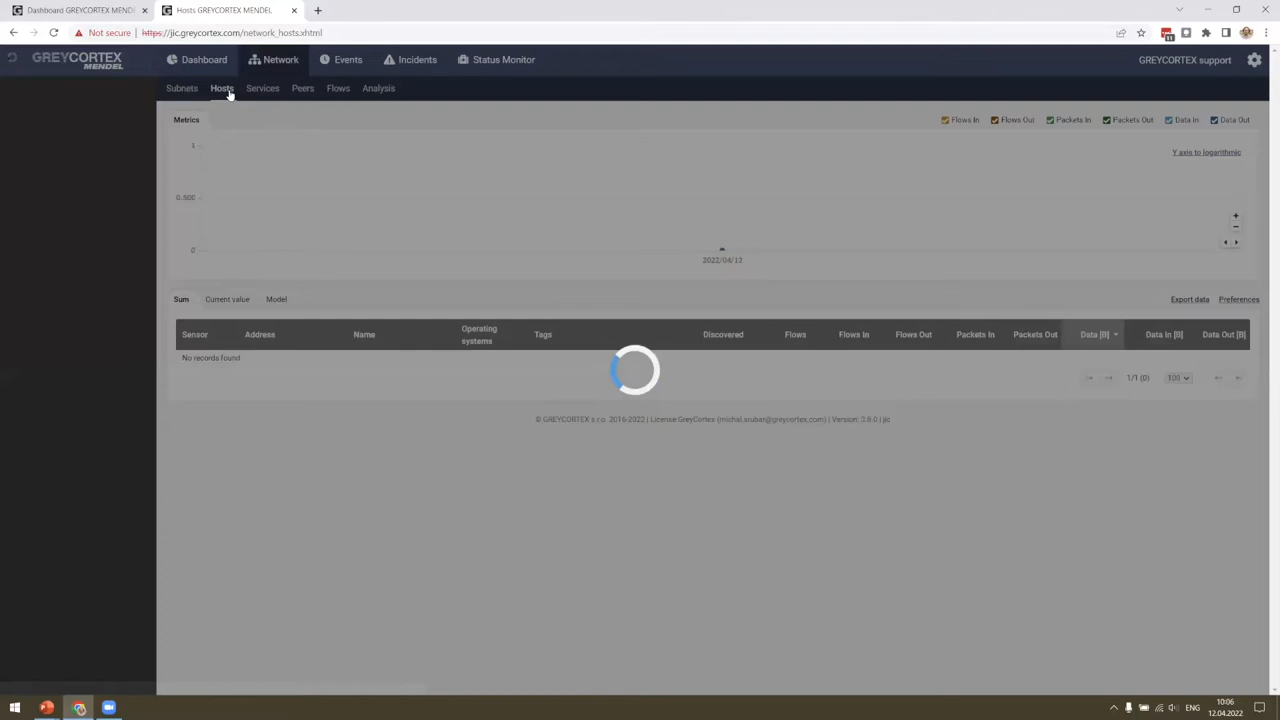 Dashboard GREYCORTEX MENDE
Hosts GREYCORTEX MENDEL
Not secure
https://jic.greycortex.com/network_hosts.xhtml
11
GREYCORTEX
MENDEL
Dashboard
Network
Events
Incidents
Status Monitor
GREYCORTEX support
Subnets
Hosts
Services
Peers
Flows
Analysis
Metrics
Flows In
Flows Out
Packets In
Packets Out
Data In
Data Out
1
Y axis to logarithmic
0.500
+
−
0
2022/04/12
Sum
Current value
Model
Export data
Preferences
Sensor
Address
Name
Operating
systems
Tags
Discovered
Flows
Flows In
Flows Out
Packets In
Packets Out
Data [B]
Data In [B]
Data Out [B]
No records found
1/1 (0)
100
© GREYCORTEX s.r.o. 2016-2022 | License:GreyCortex (michal.srubar@greycortex.com) | Version: 3.8.0 | jic
ENG
10:06
12.04.2022